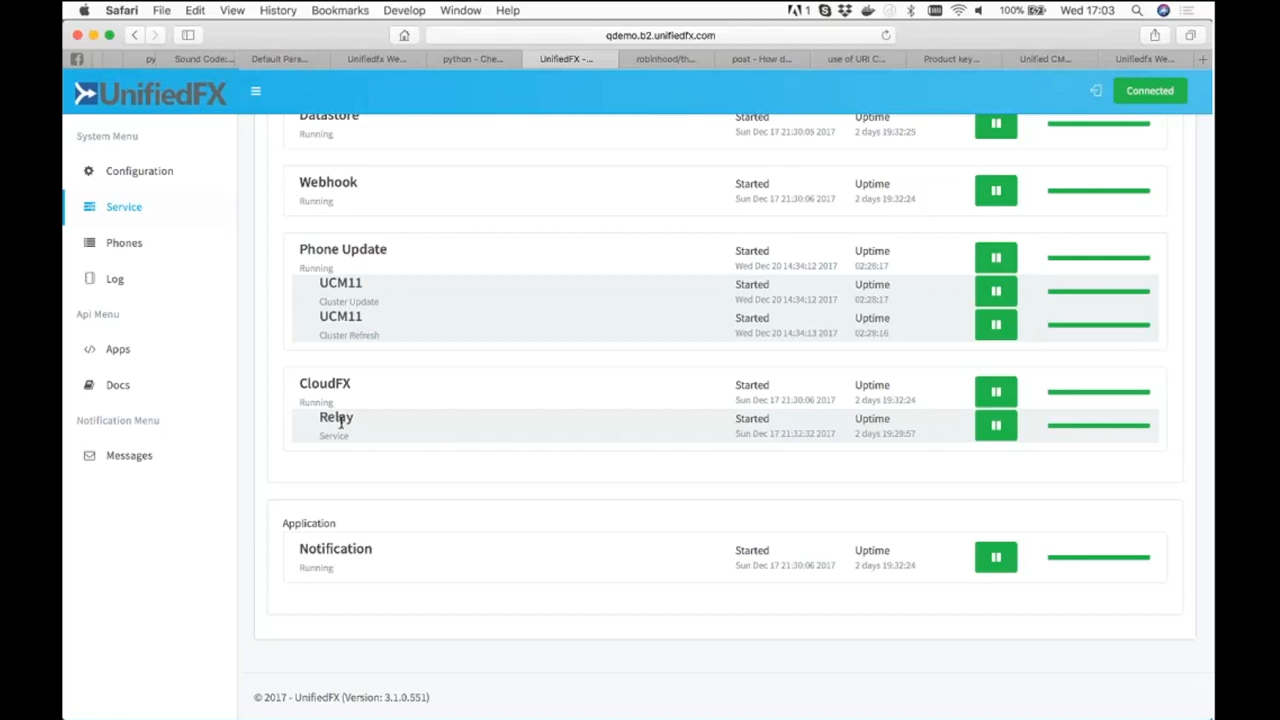 Safari File Edit View History Bookmarks Develop Window Help 1 100% Wed 17:03
qdemo.b2.unifiedfx.com
py Sound Code:... Default Para... Unifiedfx We... python - Che... UnifiedFX -... robinhood/th... post - How d... use of URI C... Product key... Unified CM... Unifiedfx We... +
UnifiedFX Connected
System Menu
Configuration
Service
Phones
Log
Api Menu
Apps
Docs
Notification Menu
Messages
Datastore Started Uptime
Running Sun Dec 17 21:30:05 2017 2 days 19:32:25
Webhook Started Uptime
Running Sun Dec 17 21:30:06 2017 2 days 19:32:24
Phone Update Started Uptime
Running Wed Dec 20 14:34:12 2017 02:28:17
UCM11 Started Uptime
Cluster Update Wed Dec 20 14:34:12 2017 02:28:17
UCM11 Started Uptime
Cluster Refresh Wed Dec 20 14:34:13 2017 02:28:16
CloudFX Started Uptime
Running Sun Dec 17 21:30:06 2017 2 days 19:32:24
Relay Started Uptime
Service Sun Dec 17 21:32:32 2017 2 days 19:29:57
Application
Notification Started Uptime
Running Sun Dec 17 21:30:06 2017 2 days 19:32:24
© 2017 - UnifiedFX (Version: 3.1.0.551)